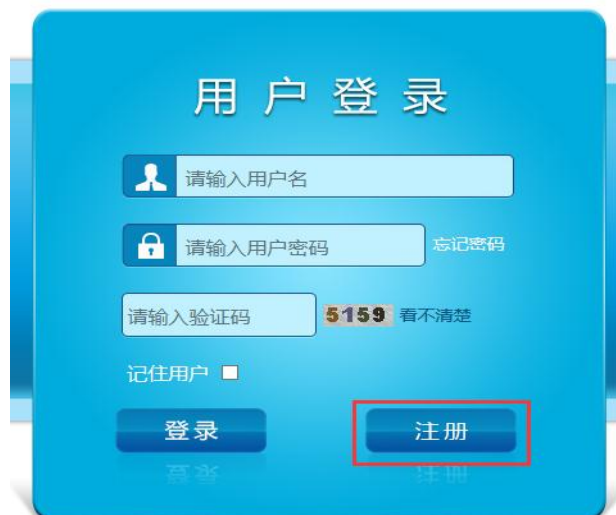 用户登录
请输入用户名
请输入用户密码 忘记密码
请输入验证码 5159 看不清楚
记住用户
登录 注册